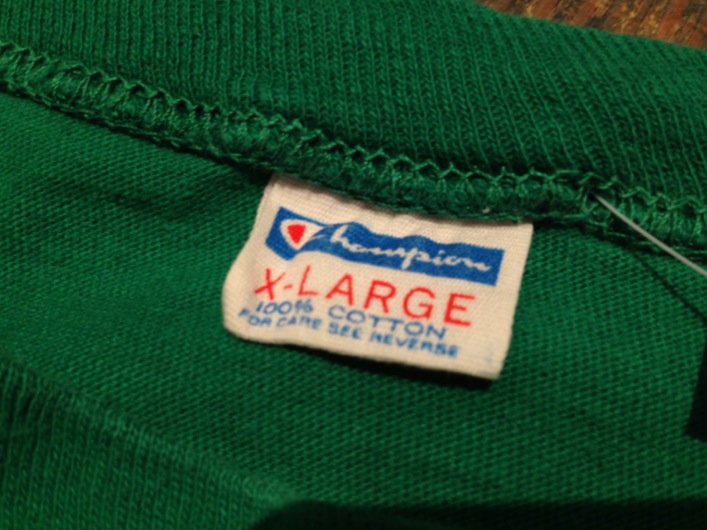 Champion
X-LARGE
100% COTTON
FOR CARE SEE REVERSE